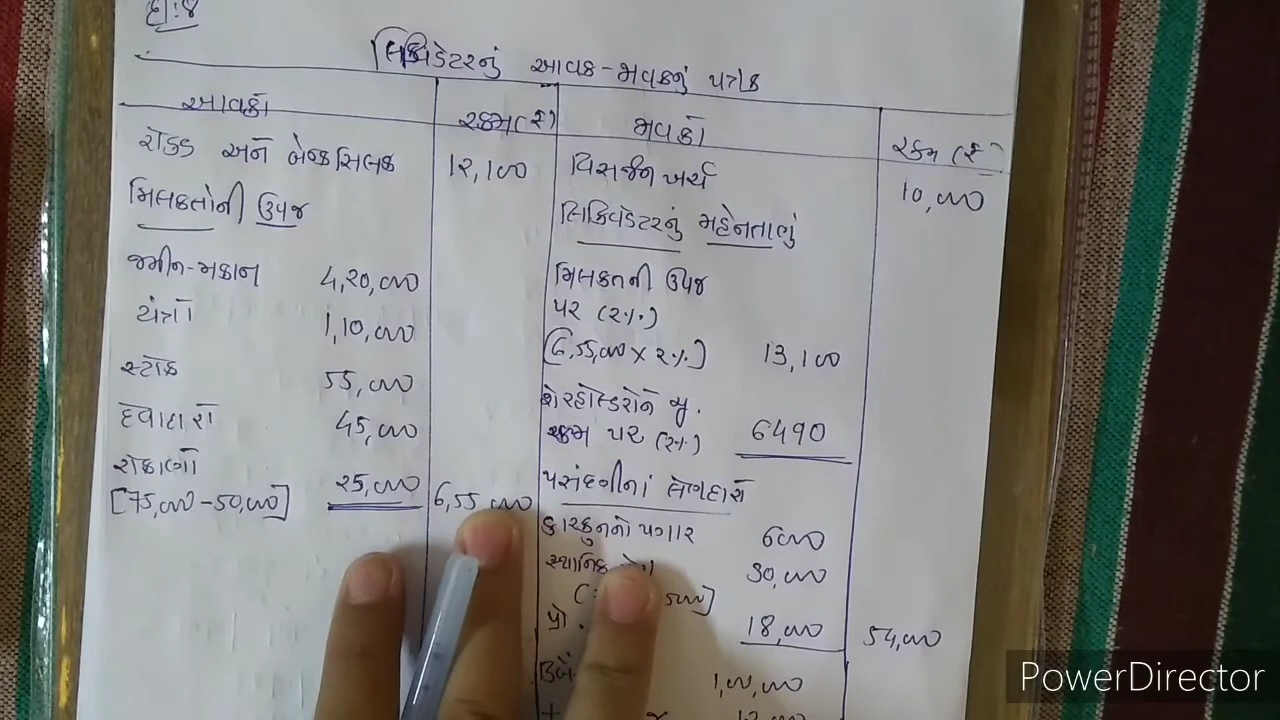 દા:૪
લિક્વિડેટરનું આવક-જાવકનું પત્રક
આવકો રકમ(₹) જાવકો રકમ (₹)
રોકડ અને બેન્કસિલક 12,100 વિસર્જન ખર્ચ 10,000
મિલકતોની ઉપજ લિક્વિડેટરનું મહેનતાણું
જમીન-મકાન 4,20,000 મિલકતની ઉપજ
યંત્રો 1,10,000 પર (2%)
(6,55,000 x 2%) 13,100
સ્ટોક 55,000
શેરહોલ્ડરોને ચૂ.
દેવાદારો 45,000 રકમ પર (2%) 6490
રોકાણો
[75,000-50,000] 25,000 6,55,000 પસંદગીનાં લેણદારો
કારકુનનો પગાર 6000
સ્થાનિક 30,000
પ્રો. 18,000 54,000
ડિબે 1,00,000
+ 12,000
PowerDirector